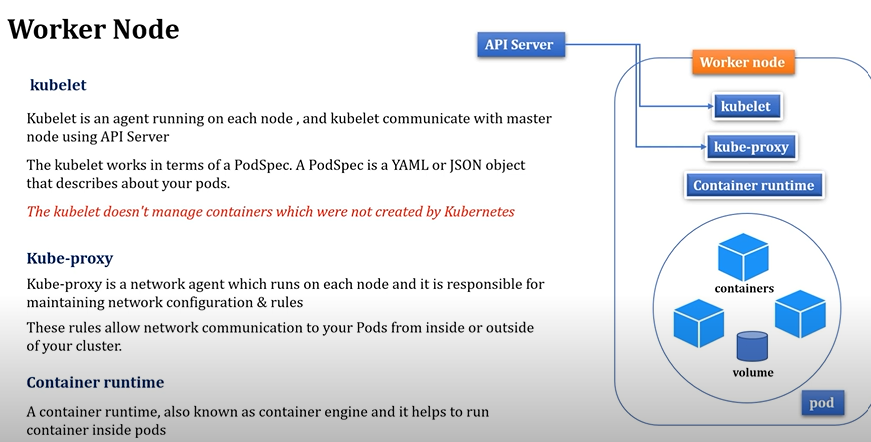 Worker Node
kubelet
Kubelet is an agent running on each node , and kubelet communicate with master
node using API Server
The kubelet works in terms of a PodSpec. A PodSpec is a YAML or JSON object
that describes about your pods.
The kubelet doesn't manage containers which were not created by Kubernetes
Kube-proxy
Kube-proxy is a network agent which runs on each node and it is responsible for
maintaining network configuration & rules
These rules allow network communication to your Pods from inside or outside
of your cluster.
Container runtime
A container runtime, also known as container engine and it helps to run
container inside pods
API Server
Worker node
kubelet
kube-proxy
Container runtime
containers
volume
pod